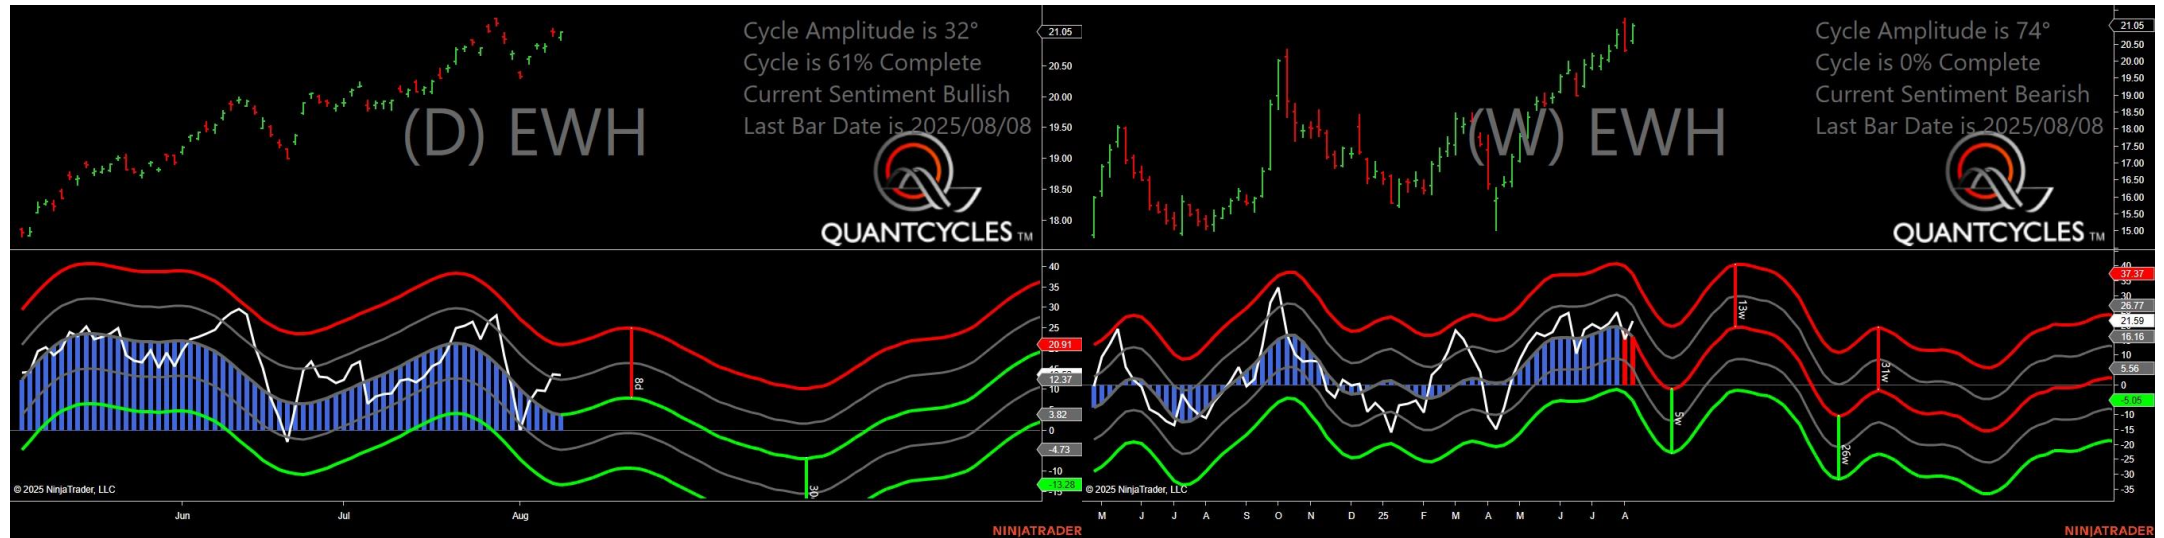 Cycle Amplitude is 32°
Cycle is 61% Complete
Current Sentiment Bullish
Last Bar Date is 2025/08/08
(D) EWH
QUANTCYCLES TM
21.05
20.50
20.00
19.50
19.00
18.50
18.00
40
35
30
25
20.91
12.37
3.82
0
-4.73
-10
-13.28
8d
30
© 2025 NinjaTrader, LLC
Jun Jul Aug
NINJATRADER
Cycle Amplitude is 74°
Cycle is 0% Complete
Current Sentiment Bearish
Last Bar Date is 2025/08/08
(W) EWH
QUANTCYCLES TM
21.05
20.50
20.00
19.50
19.00
18.50
18.00
17.50
17.00
16.50
16.00
15.50
15.00
40
37.37
26.77
21.59
16.16
10
5.56
0
-5.05
-10
-15
-20
-25
-30
-35
13w
31w
5w
26w
© 2025 NinjaTrader, LLC
M J J A S O N D 25 F M A M J J A
NINJATRADER